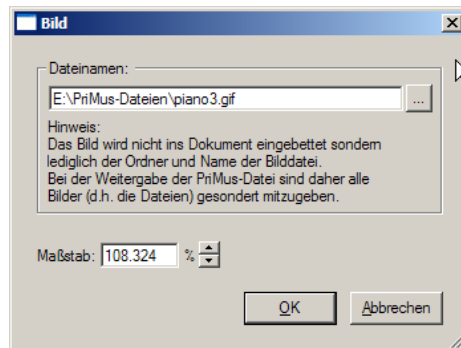 Bild
Dateinamen:
E:\PriMus-Dateien\piano3.gif
...
Hinweis:
Das Bild wird nicht ins Dokument eingebettet sondern
lediglich der Ordner und Name der Bilddatei.
Bei der Weitergabe der PriMus-Datei sind daher alle
Bilder (d.h. die Dateien) gesondert mitzugeben.
Maßstab: 108.324 %
OK Abbrechen